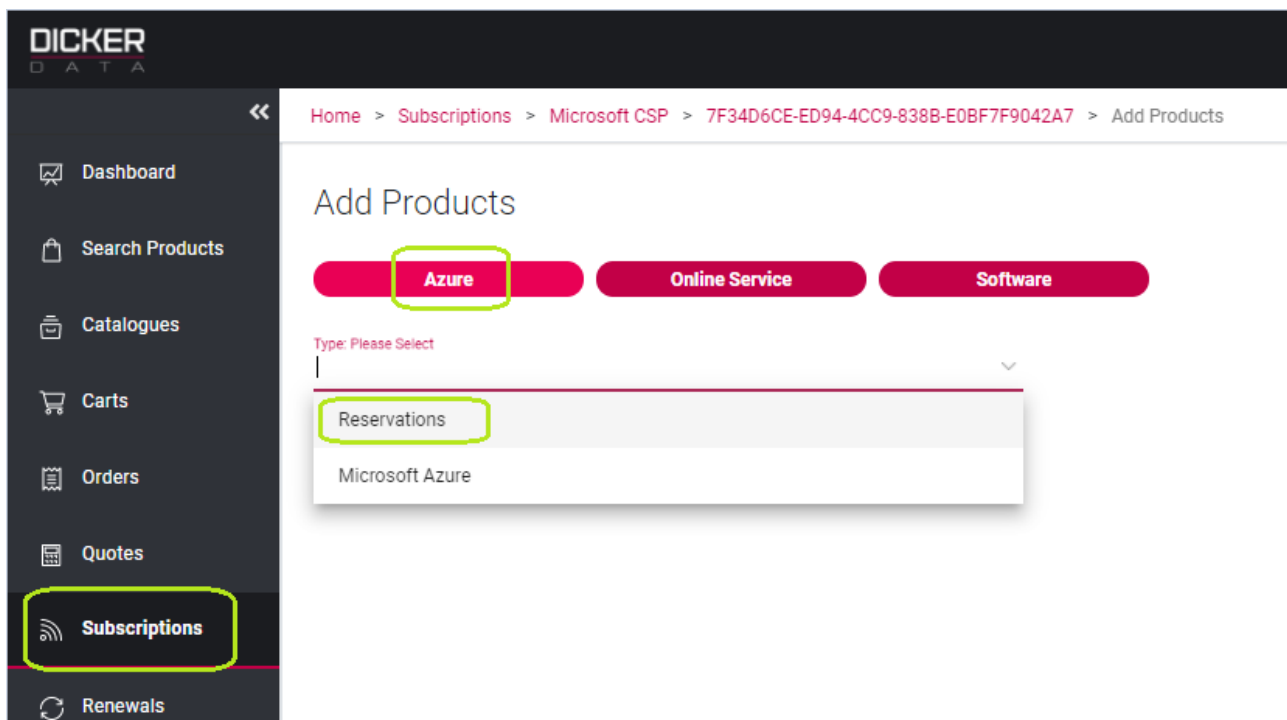 DICKER
DATA
«
Home > Subscriptions > Microsoft CSP > 7F34D6CE-ED94-4CC9-838B-E0BF7F9042A7 > Add Products
Dashboard
Search Products
Catalogues
Carts
Orders
Quotes
Subscriptions
Renewals
Add Products
Azure Online Service Software
Type: Please Select
Reservations
Microsoft Azure